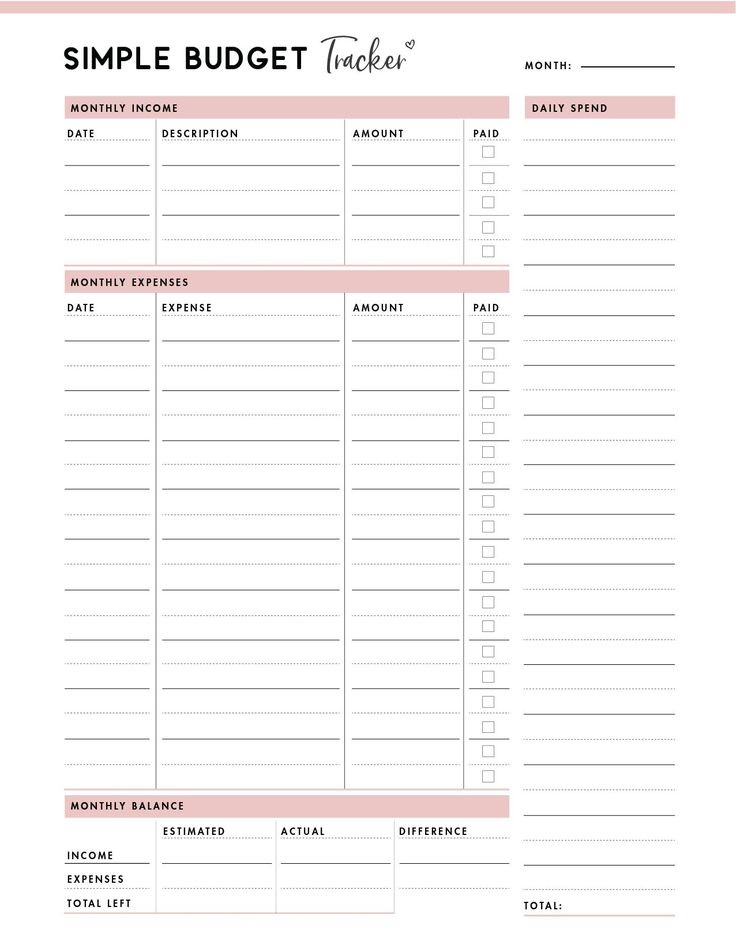 SIMPLE BUDGET Tracker
MONTH:
MONTHLY INCOME
DATE DESCRIPTION AMOUNT PAID
MONTHLY EXPENSES
DATE EXPENSE AMOUNT PAID
MONTHLY BALANCE
ESTIMATED ACTUAL DIFFERENCE
INCOME
EXPENSES
TOTAL LEFT
DAILY SPEND
TOTAL: